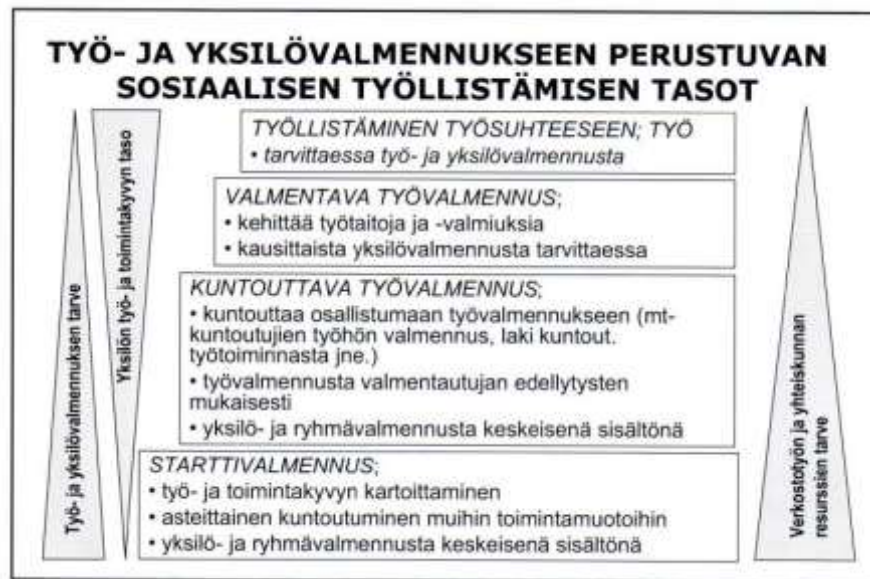 TYÖ- JA YKSILÖVALMENNUKSEEN PERUSTUVAN
SOSIAALISEN TYÖLLISTÄMISEN TASOT
Työ- ja yksilövalmennuksen tarve
Yksilön työ- ja toimintakyvyn taso
TYÖLLISTÄMINEN TYÖSUHTEESEEN; TYÖ
• tarvittaessa työ- ja yksilövalmennusta
VALMENTAVA TYÖVALMENNUS;
• kehittää työtaitoja ja -valmiuksia
• kausittaista yksilövalmennusta tarvittaessa
KUNTOUTTAVA TYÖVALMENNUS;
• kuntouttaa osallistumaan työvalmennukseen (mt-
kuntoutujien työhön valmennus, laki kuntout.
työtoiminnasta jne.)
• työvalmennusta valmentautujan edellytysten
mukaisesti
• yksilö- ja ryhmävalmennusta keskeisenä sisältönä
STARTTIVALMENNUS;
• työ- ja toimintakyvyn kartoittaminen
• asteittainen kuntoutuminen muihin toimintamuotoihin
• yksilö- ja ryhmävalmennusta keskeisenä sisältönä
Verkostotyön ja yhteiskunnan
resurssien tarve